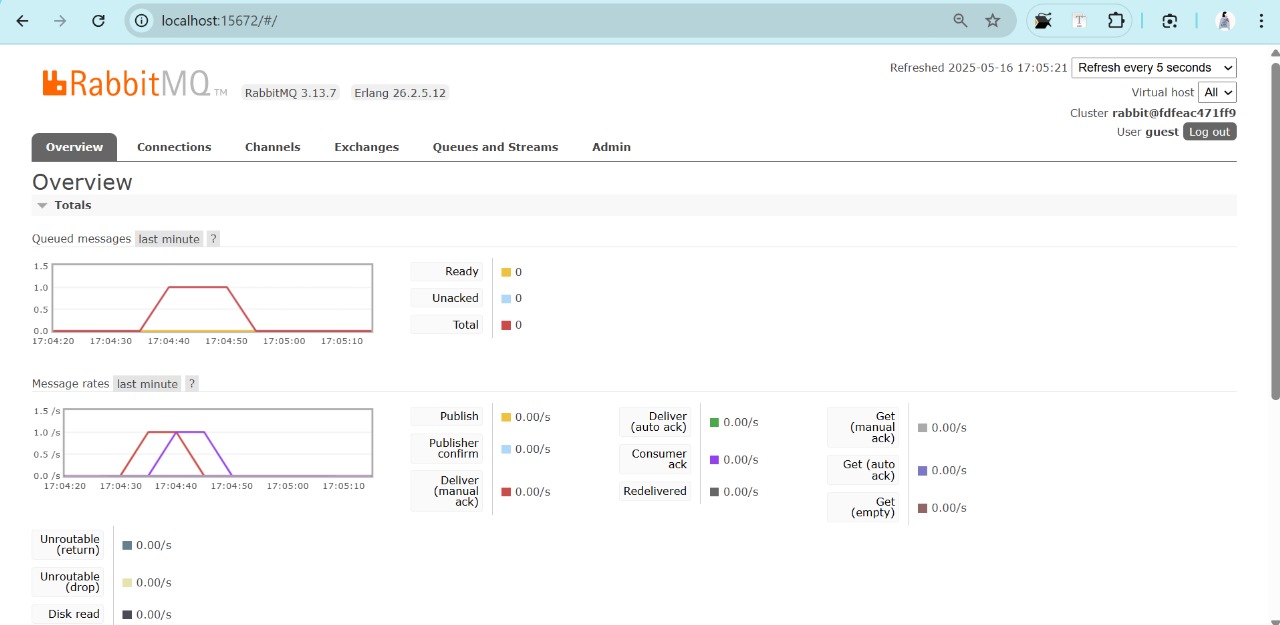 localhost:15672/#/
RabbitMQ TM RabbitMQ 3.13.7 Erlang 26.2.5.12
Refreshed 2025-05-16 17:05:21 Refresh every 5 seconds
Virtual host All
Cluster rabbit@fdfeac471ff9
User guest Log out
Overview Connections Channels Exchanges Queues and Streams Admin
Overview
Totals
Queued messages last minute ?
1.5
1.0
0.5
0.0
17:04:20 17:04:30 17:04:40 17:04:50 17:05:00 17:05:10
Ready 0
Unacked 0
Total 0
Message rates last minute ?
1.5 /s
1.0 /s
0.5 /s
0.0 /s
17:04:20 17:04:30 17:04:40 17:04:50 17:05:00 17:05:10
Publish 0.00/s
Publisher
confirm 0.00/s
Deliver
(manual
ack) 0.00/s
Deliver
(auto ack) 0.00/s
Consumer
ack 0.00/s
Redelivered 0.00/s
Get
(manual
ack) 0.00/s
Get (auto
ack) 0.00/s
Get
(empty) 0.00/s
Unroutable
(return) 0.00/s
Unroutable
(drop) 0.00/s
Disk read 0.00/s